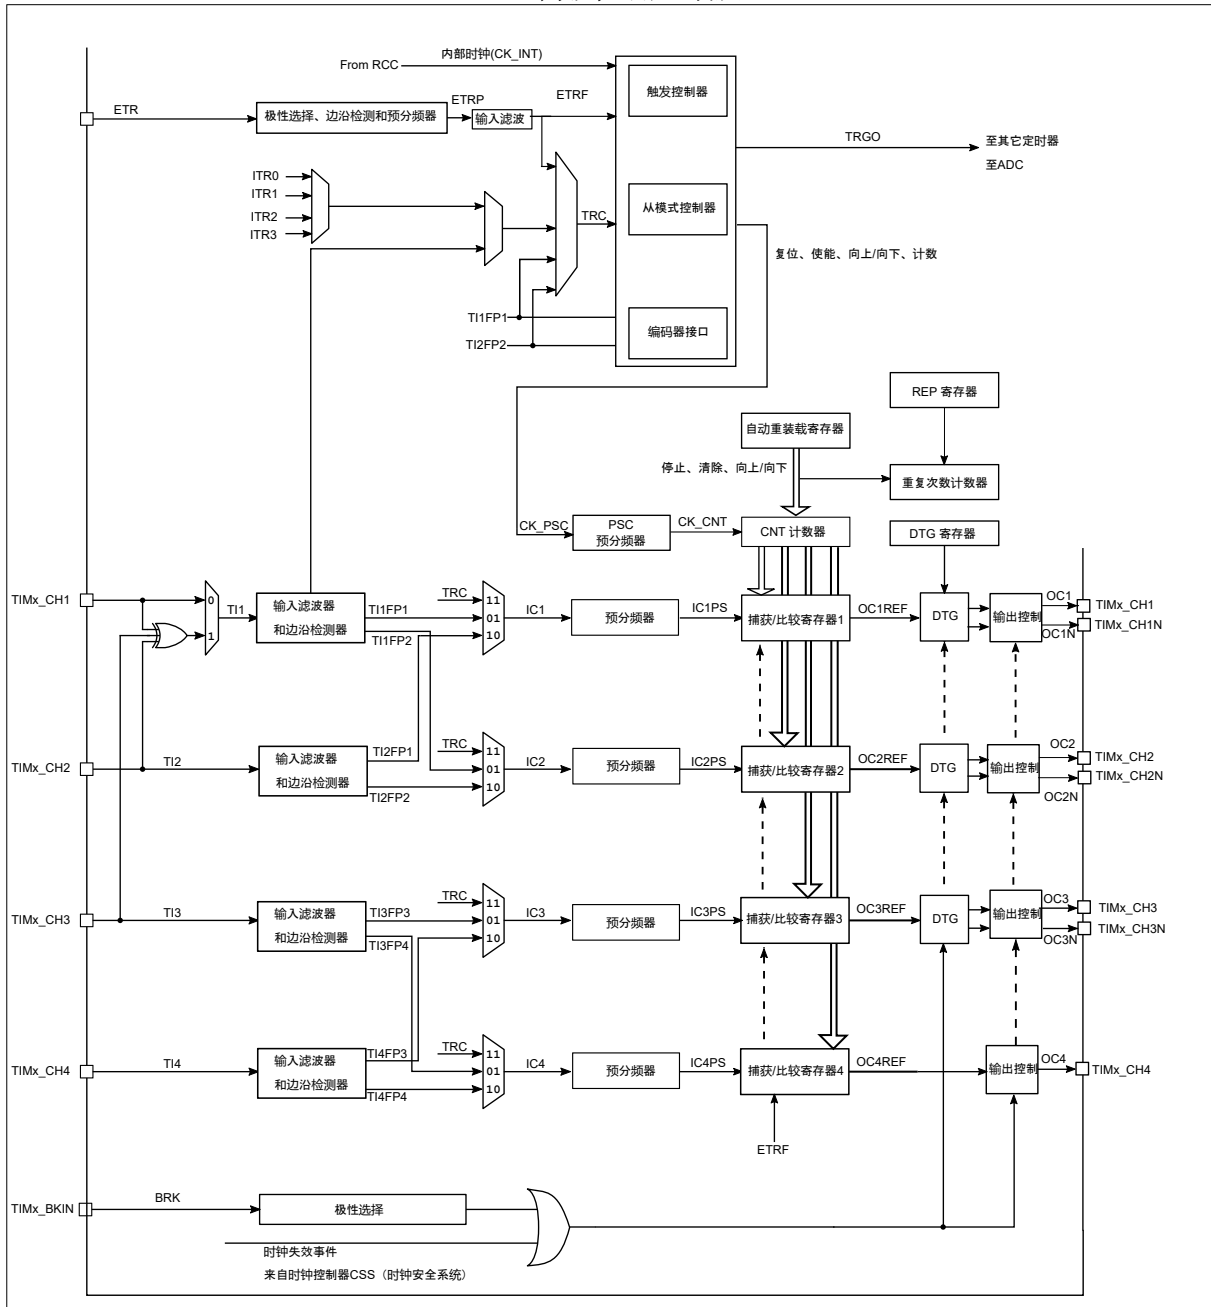 内部时钟(CK_INT)
From RCC
触发控制器
ETR
极性选择、边沿检测和预分频器
ETRP
输入滤波
ETRF
TRGO
至其它定时器
至ADC
ITR0
ITR1
ITR2
ITR3
TRC
从模式控制器
复位、使能、向上/向下、计数
TI1FP1
TI2FP2
编码器接口
REP 寄存器
自动重装载寄存器
停止、清除、向上/向下
重复次数计数器
CK_PSC
PSC
预分频器
CK_CNT
CNT 计数器
DTG 寄存器
TIMx_CH1
0
1
TI1
输入滤波器
和边沿检测器
TI1FP1
TI1FP2
TRC
11
01
10
IC1
预分频器
IC1PS
捕获/比较寄存器1
OC1REF
DTG
输出控制
OC1
OC1N
TIMx_CH1
TIMx_CH1N
TIMx_CH2
TI2
输入滤波器
和边沿检测器
TI2FP1
TI2FP2
TRC
11
01
10
IC2
预分频器
IC2PS
捕获/比较寄存器2
OC2REF
DTG
输出控制
OC2
OC2N
TIMx_CH2
TIMx_CH2N
TIMx_CH3
TI3
输入滤波器
和边沿检测器
TI3FP3
TI3FP4
TRC
11
01
10
IC3
预分频器
IC3PS
捕获/比较寄存器3
OC3REF
DTG
输出控制
OC3
OC3N
TIMx_CH3
TIMx_CH3N
TIMx_CH4
TI4
输入滤波器
和边沿检测器
TI4FP3
TI4FP4
TRC
11
01
10
IC4
预分频器
IC4PS
捕获/比较寄存器4
OC4REF
输出控制
OC4
TIMx_CH4
ETRF
TIMx_BKIN
BRK
极性选择
时钟失效事件
来自时钟控制器CSS（时钟安全系统）